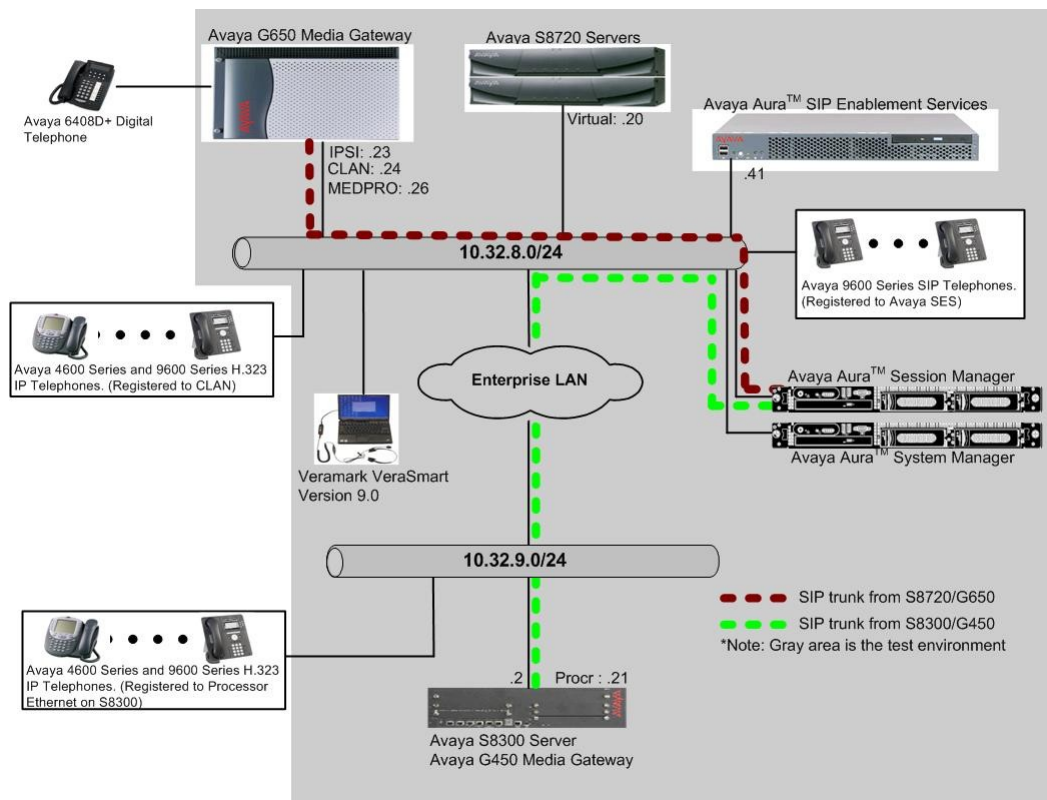 Avaya G650 Media Gateway
Avaya S8720 Servers
Avaya Aura™ SIP Enablement Services
Avaya 6408D+ Digital
Telephone
Virtual: .20
IPSI: .23
CLAN: .24
MEDPRO: .26
.41
10.32.8.0/24
Avaya 9600 Series SIP Telephones.
(Registered to Avaya SES)
Avaya 4600 Series and 9600 Series H.323
IP Telephones. (Registered to CLAN)
Enterprise LAN
Avaya Aura™ Session Manager
Avaya Aura™ System Manager
Veramark VeraSmart
Version 9.0
10.32.9.0/24
SIP trunk from S8720/G650
SIP trunk from S8300/G450
*Note: Gray area is the test environment
Avaya 4600 Series and 9600 Series H.323
IP Telephones. (Registered to Processor
Ethernet on S8300)
.2
Procr : .21
Avaya S8300 Server
Avaya G450 Media Gateway